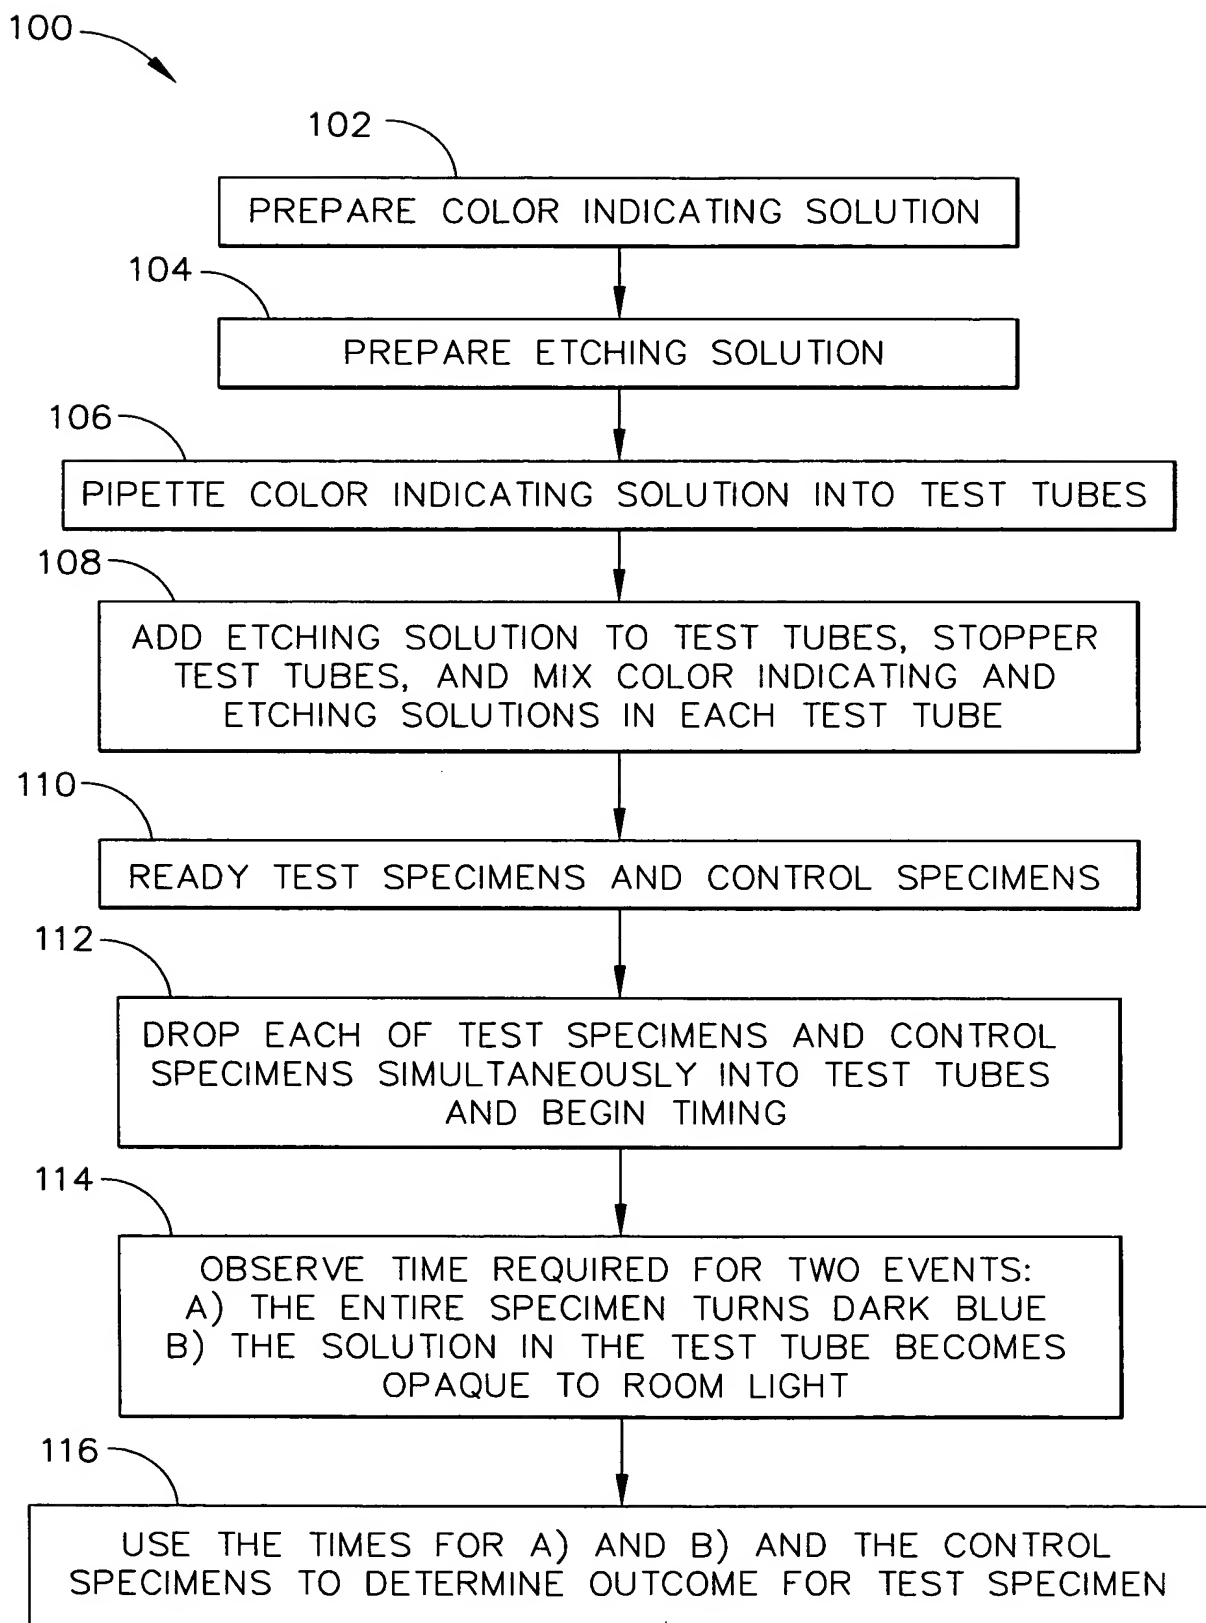 100
102
PREPARE COLOR INDICATING SOLUTION
104
PREPARE ETCHING SOLUTION
106
PIPETTE COLOR INDICATING SOLUTION INTO TEST TUBES
108
ADD ETCHING SOLUTION TO TEST TUBES, STOPPER
TEST TUBES, AND MIX COLOR INDICATING AND
ETCHING SOLUTIONS IN EACH TEST TUBE
110
READY TEST SPECIMENS AND CONTROL SPECIMENS
112
DROP EACH OF TEST SPECIMENS AND CONTROL
SPECIMENS SIMULTANEOUSLY INTO TEST TUBES
AND BEGIN TIMING
114
OBSERVE TIME REQUIRED FOR TWO EVENTS:
A) THE ENTIRE SPECIMEN TURNS DARK BLUE
B) THE SOLUTION IN THE TEST TUBE BECOMES
OPAQUE TO ROOM LIGHT
116
USE THE TIMES FOR A) AND B) AND THE CONTROL
SPECIMENS TO DETERMINE OUTCOME FOR TEST SPECIMEN